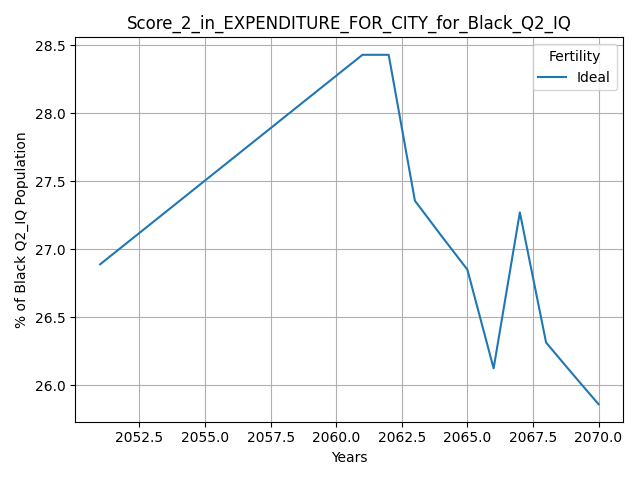 Score_2_in_EXPENDITURE_FOR_CITY_for_Black_Q2_IQ
Fertility
Ideal
% of Black Q2_IQ Population
28.5
28.0
27.5
27.0
26.5
26.0
2052.5 2055.0 2057.5 2060.0 2062.5 2065.0 2067.5 2070.0
Years